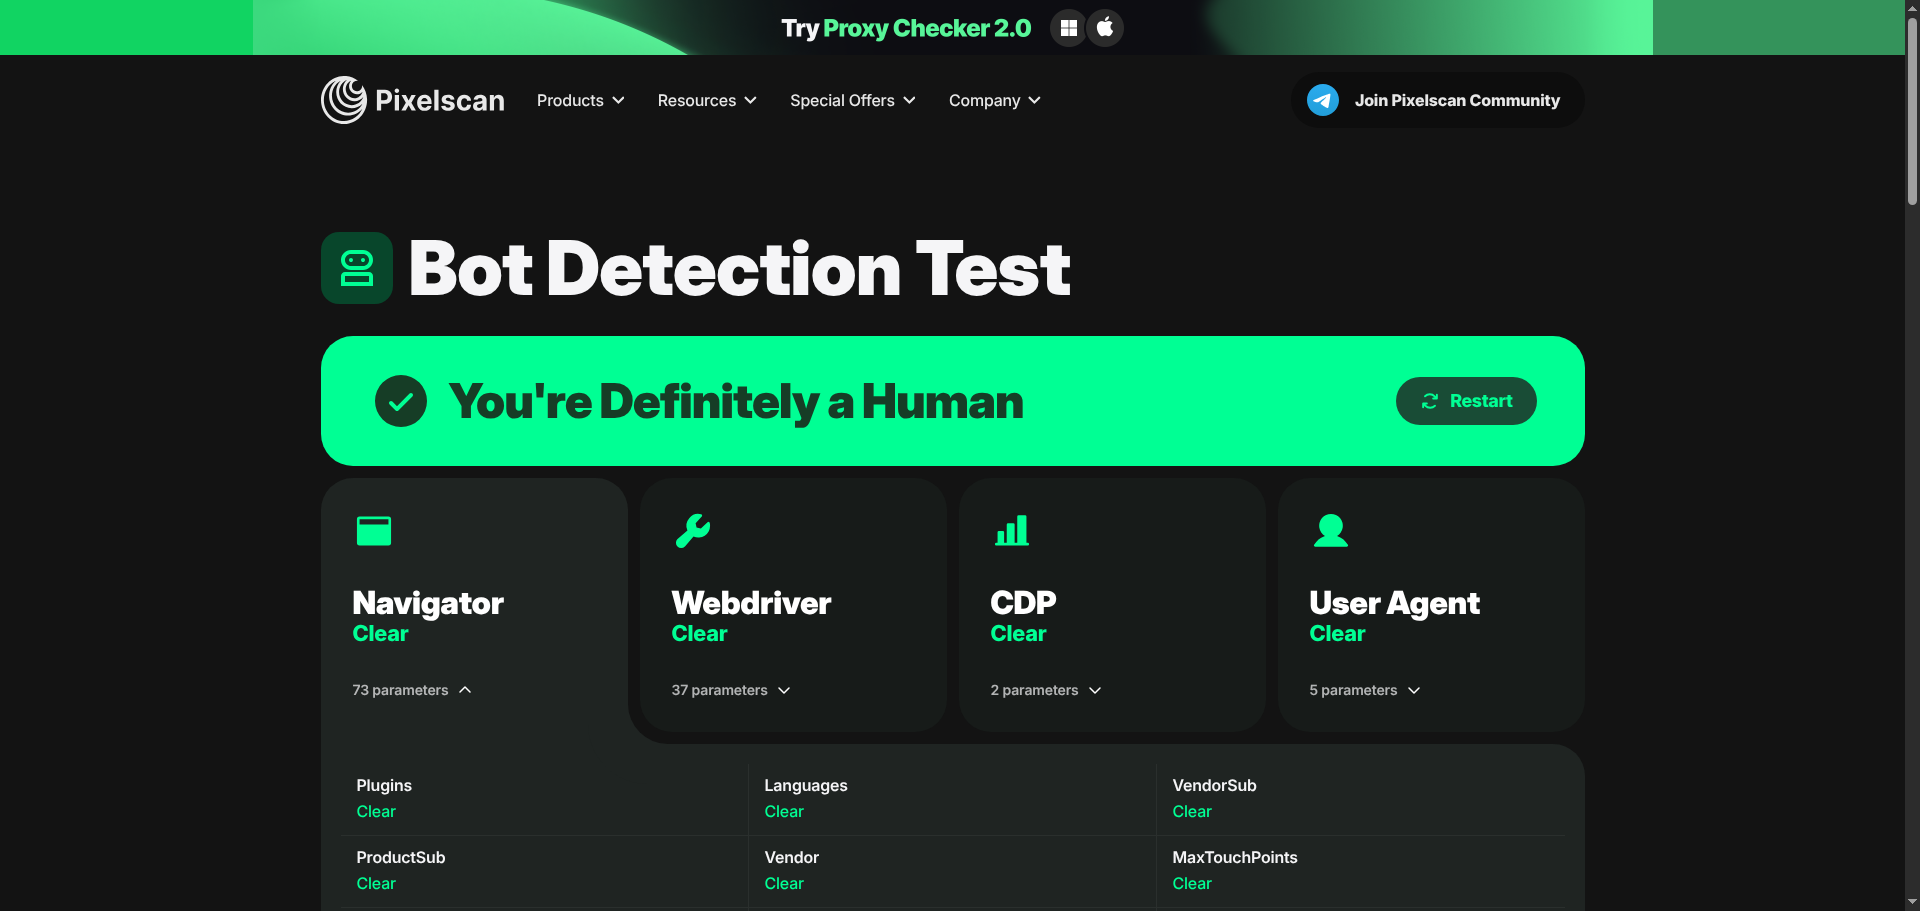 Try Proxy Checker 2.0
Pixelscan
Products
Resources
Special Offers
Company
Join Pixelscan Community
Bot Detection Test
You're Definitely a Human
Restart
Navigator
Clear
73 parameters
Webdriver
Clear
37 parameters
CDP
Clear
2 parameters
User Agent
Clear
5 parameters
Plugins
Clear
Languages
Clear
VendorSub
Clear
ProductSub
Clear
Vendor
Clear
MaxTouchPoints
Clear